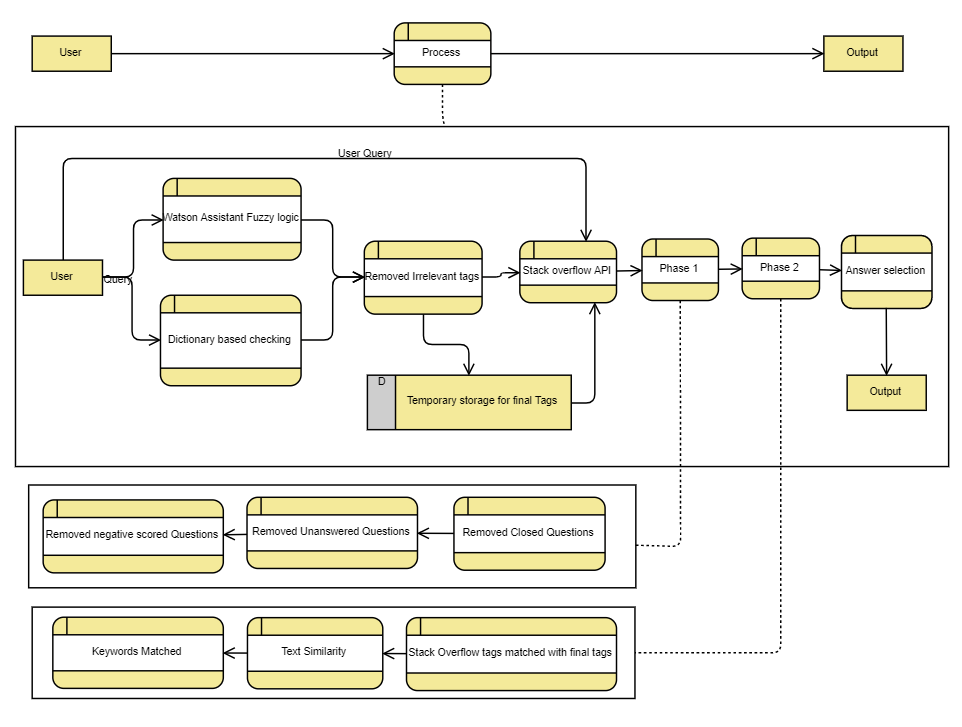 User
Process
Output
User Query
Watson Assistant Fuzzy logic
User
Query
Removed Irrelevant tags
Stack overflow API
Phase 1
Phase 2
Answer selection
Dictionary based checking
D
Temporary storage for final Tags
Output
Removed negative scored Questions
Removed Unanswered Questions
Removed Closed Questions
Keywords Matched
Text Similarity
Stack Overflow tags matched with final tags